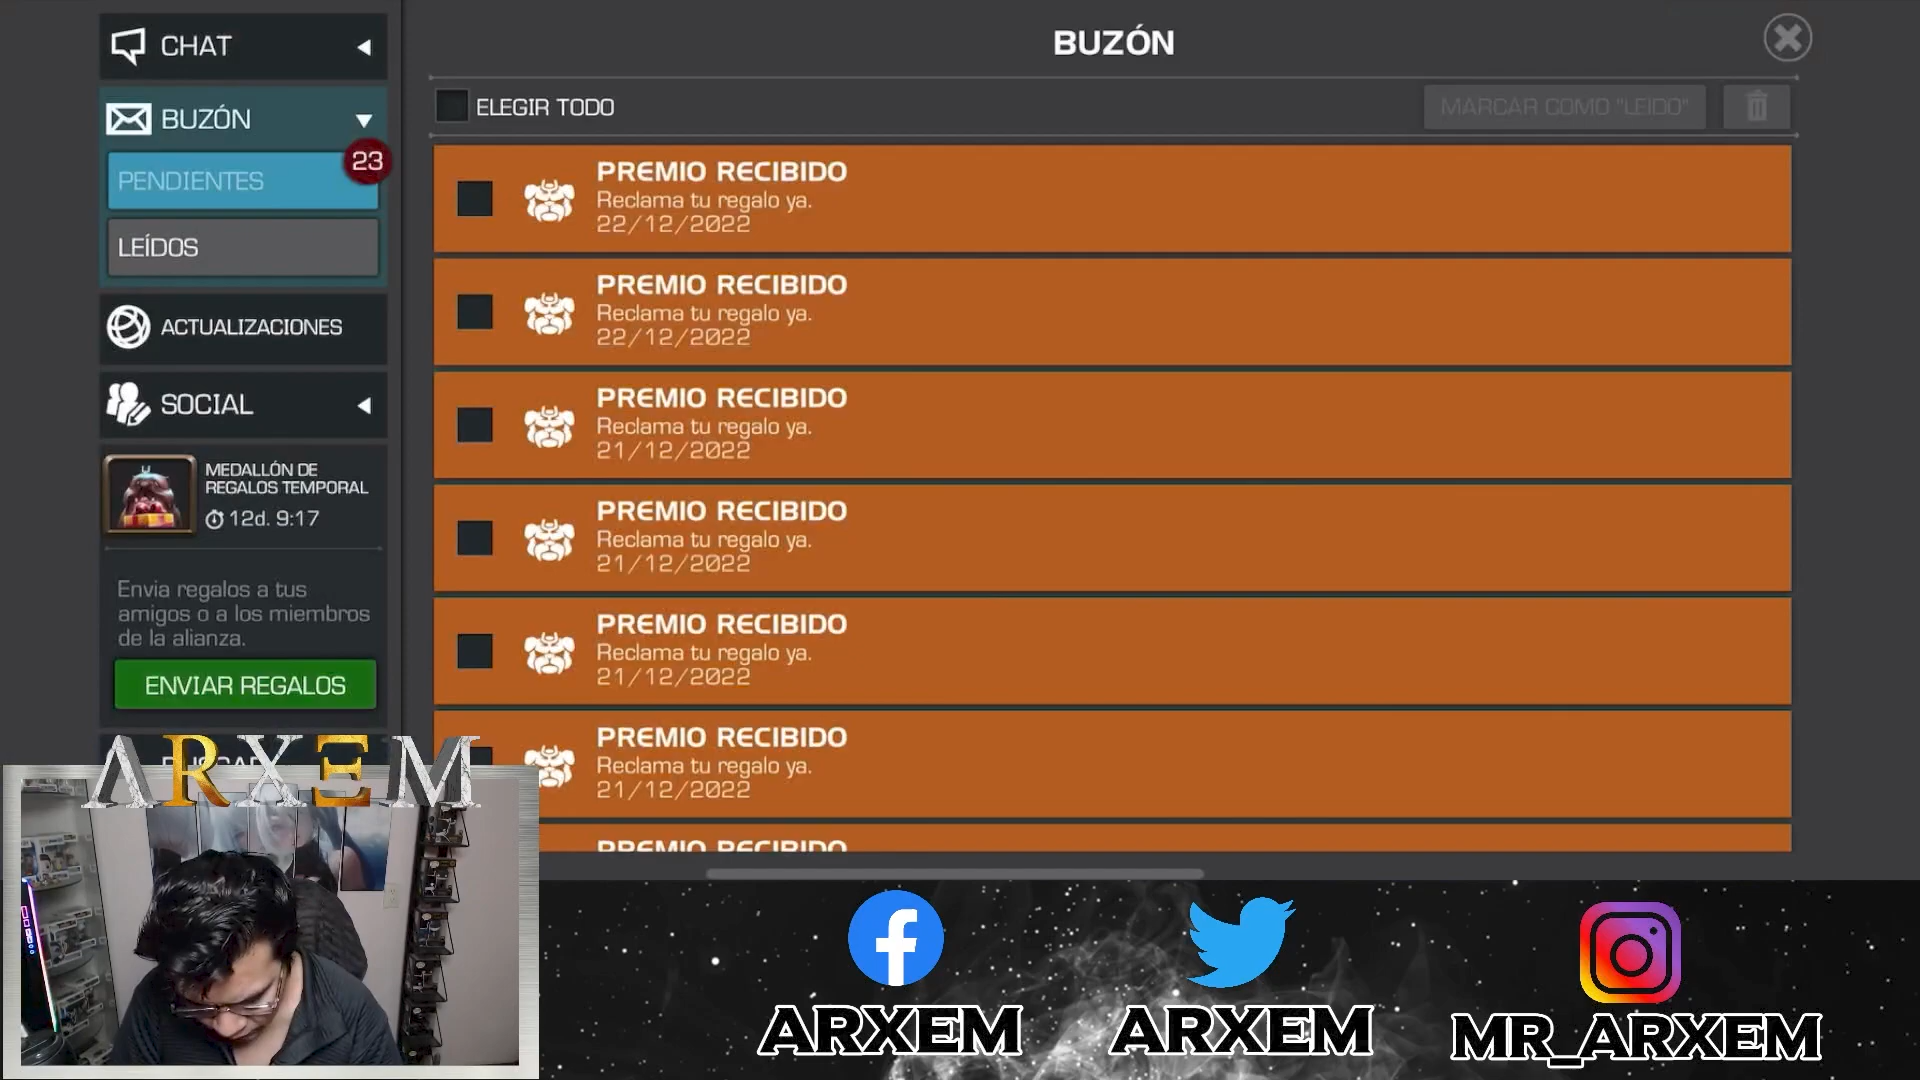 CHAT
BUZÓN
23
PENDIENTES
LEÍDOS
ACTUALIZACIONES
SOCIAL
MEDALLÓN DE
REGALOS TEMPORAL
12d. 9:17
Envia regalos a tus
amigos o a los miembros
de la alianza.
ENVIAR REGALOS
BUZÓN
ELEGIR TODO
MARCAR COMO "LEIDO"
PREMIO RECIBIDO
Reclama tu regalo ya.
22/12/2022
PREMIO RECIBIDO
Reclama tu regalo ya.
22/12/2022
PREMIO RECIBIDO
Reclama tu regalo ya.
21/12/2022
PREMIO RECIBIDO
Reclama tu regalo ya.
21/12/2022
PREMIO RECIBIDO
Reclama tu regalo ya.
21/12/2022
PREMIO RECIBIDO
Reclama tu regalo ya.
21/12/2022
PREMIO RECIBIDO
ARXEM
ARXEM
ARXEM
MR_ARXEM